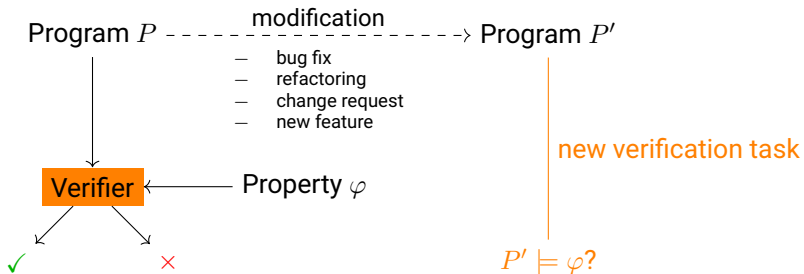 modification
Program P
Program P′
– bug fix
– refactoring
– change request
– new feature
new verification task
Verifier
Property φ
✓
×
P′ ⊨ φ?